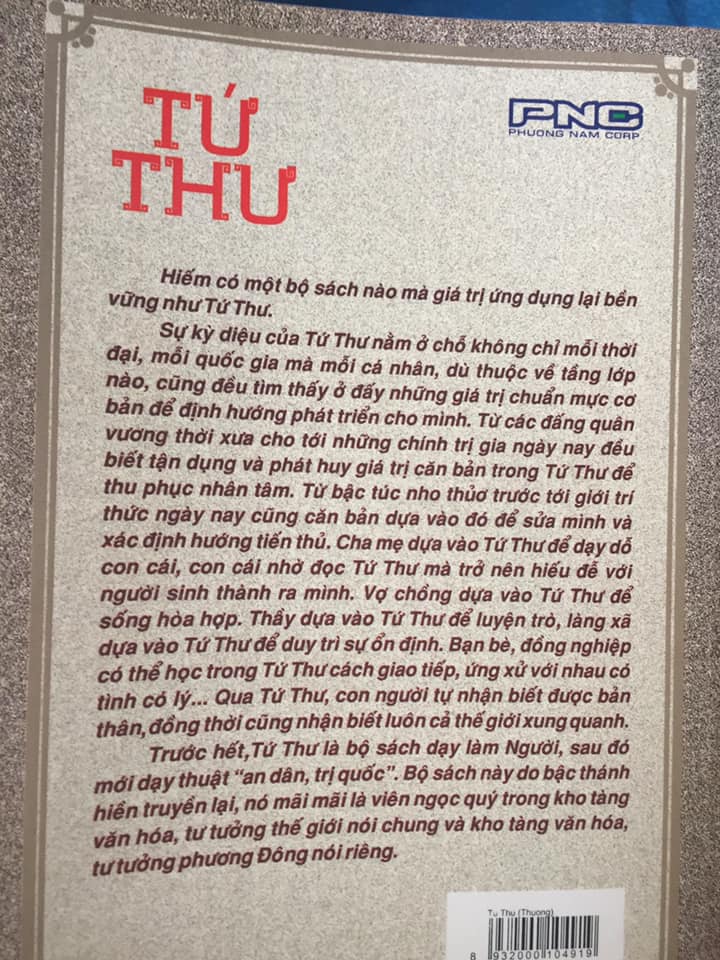 TỨ
THƯ
PNC
PHUONG NAM CORP.
Hiếm có một bộ sách nào mà giá trị ứng dụng lại bền
vững như Tứ Thư.
Sự kỳ diệu của Tứ Thư nằm ở chỗ không chỉ mỗi thời
đại, mỗi quốc gia mà mỗi cá nhân, dù thuộc về tầng lớp
nào, cũng đều tìm thấy ở đấy những giá trị chuẩn mực cơ
bản để định hướng phát triển cho mình. Từ các đấng quân
vương thời xưa cho tới những chính trị gia ngày nay đều
biết tận dụng và phát huy giá trị căn bản trong Tứ Thư để
thu phục nhân tâm. Từ bậc túc nho thủơ trước tới giới trí
thức ngày nay cũng căn bản dựa vào đó để sửa mình và
xác định hướng tiến thủ. Cha mẹ dựa vào Tứ Thư để dạy dỗ
con cái, con cái nhờ đọc Tứ Thư mà trở nên hiếu đễ với
người sinh thành ra mình. Vợ chồng dựa vào Tứ Thư để
sống hòa hợp. Thầy dựa vào Tứ Thư để luyện trò, làng xã
dựa vào Tứ Thư để duy trì sự ổn định. Bạn bè, đồng nghiệp
có thể học trong Tứ Thư cách giao tiếp, ứng xử với nhau có
tình có lý... Qua Tứ Thư, con người tự nhận biết được bản
thân, đồng thời cũng nhận biết luôn cả thế giới xung quanh.
Trước hết,Tứ Thư là bộ sách dạy làm Người, sau đó
mới dạy thuật “an dân, trị quốc”. Bộ sách này do bậc thánh
hiền truyền lại, nó mãi mãi là viên ngọc quý trong kho tàng
văn hóa, tư tưởng thế giới nói chung và kho tàng văn hóa,
tư tưởng phương Đông nói riêng.
Tu Thu (Thuong)
8 932000 104919